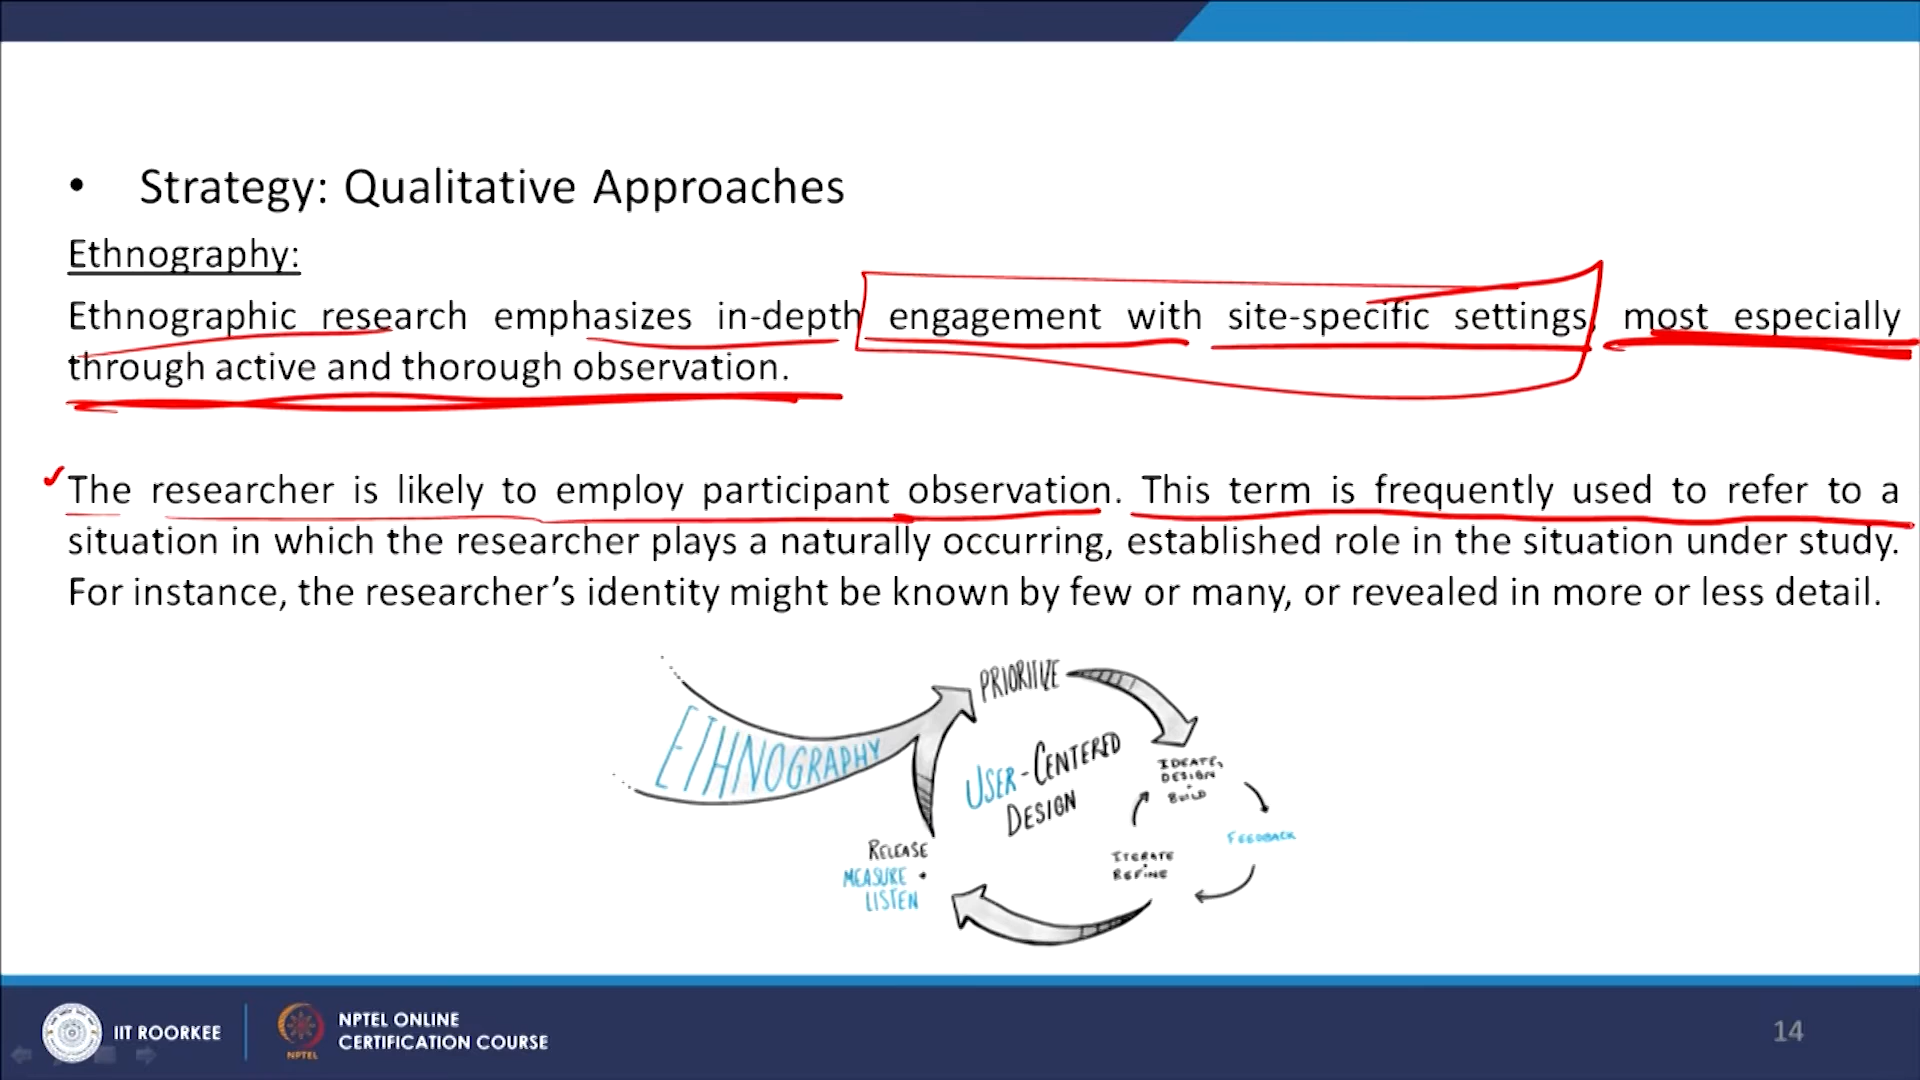 • Strategy: Qualitative Approaches
Ethnography:
Ethnographic research emphasizes in-depth engagement with site-specific settings, most especially
through active and thorough observation.
The researcher is likely to employ participant observation. This term is frequently used to refer to a
situation in which the researcher plays a naturally occurring, established role in the situation under study.
For instance, the researcher’s identity might be known by few or many, or revealed in more or less detail.
PRIORITIZE
ETHNOGRAPHY
USER-CENTERED
DESIGN
IDEATE,
DESIGN
BUILD
FEEDBACK
ITERATE
REFINE
RELEASE
MEASURE +
LISTEN
IIT ROORKEE
NPTEL
NPTEL ONLINE
CERTIFICATION COURSE
14